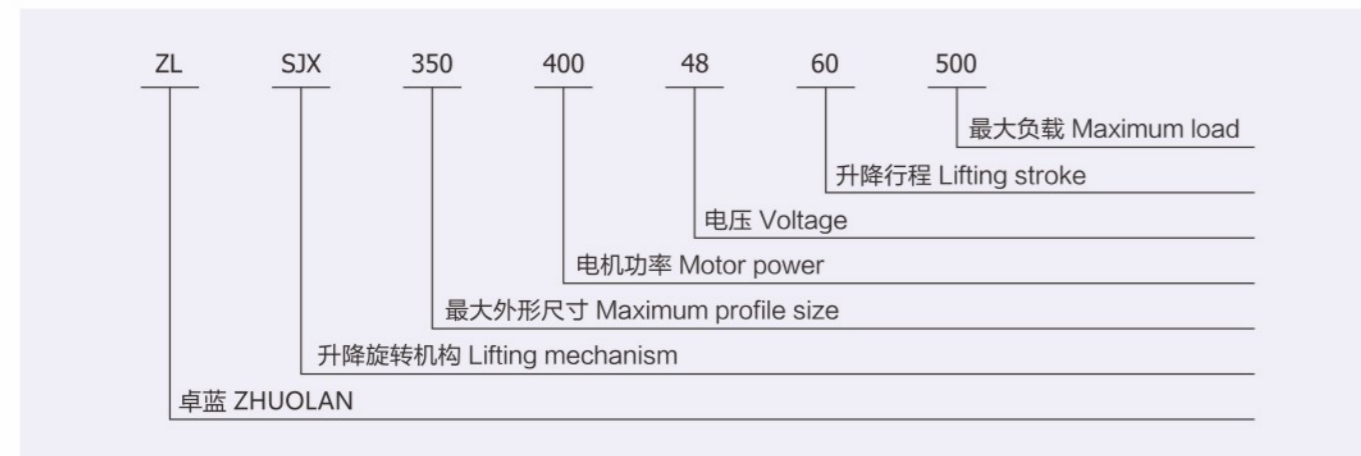 ZL SJX 350 400 48 60 500
最大负载 Maximum load
升降行程 Lifting stroke
电压 Voltage
电机功率 Motor power
最大外形尺寸 Maximum profile size
升降旋转机构 Lifting mechanism
卓蓝 ZHUOLAN